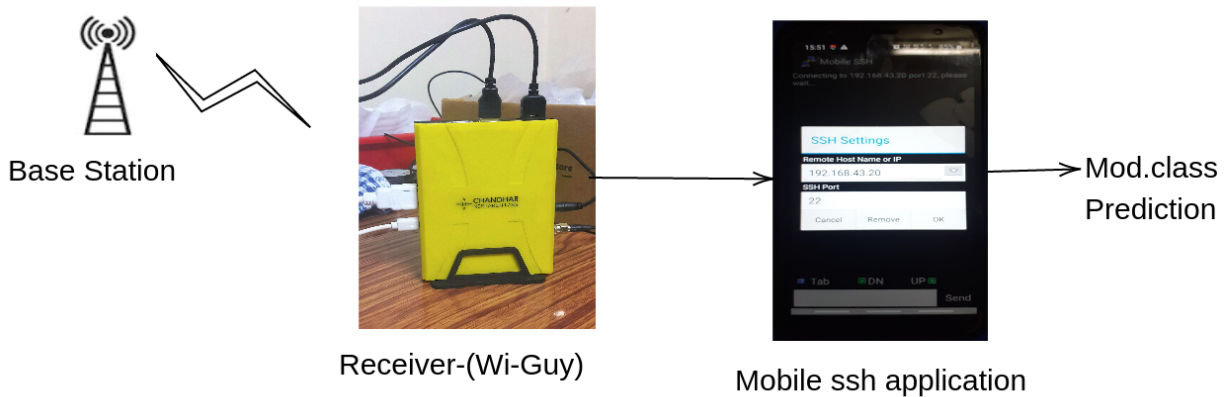 Base Station
CHANDHAR
Receiver-(Wi-Guy)
15:51
Mobile SSH
Connecting to 192.168.43.20 port 22, please
wait...
SSH Settings
Remote Host Name or IP
192.168.43.20
SSH Port
22
Cancel Remove OK
Tab DN UP
Send
Mobile ssh application
Mod.class
Prediction